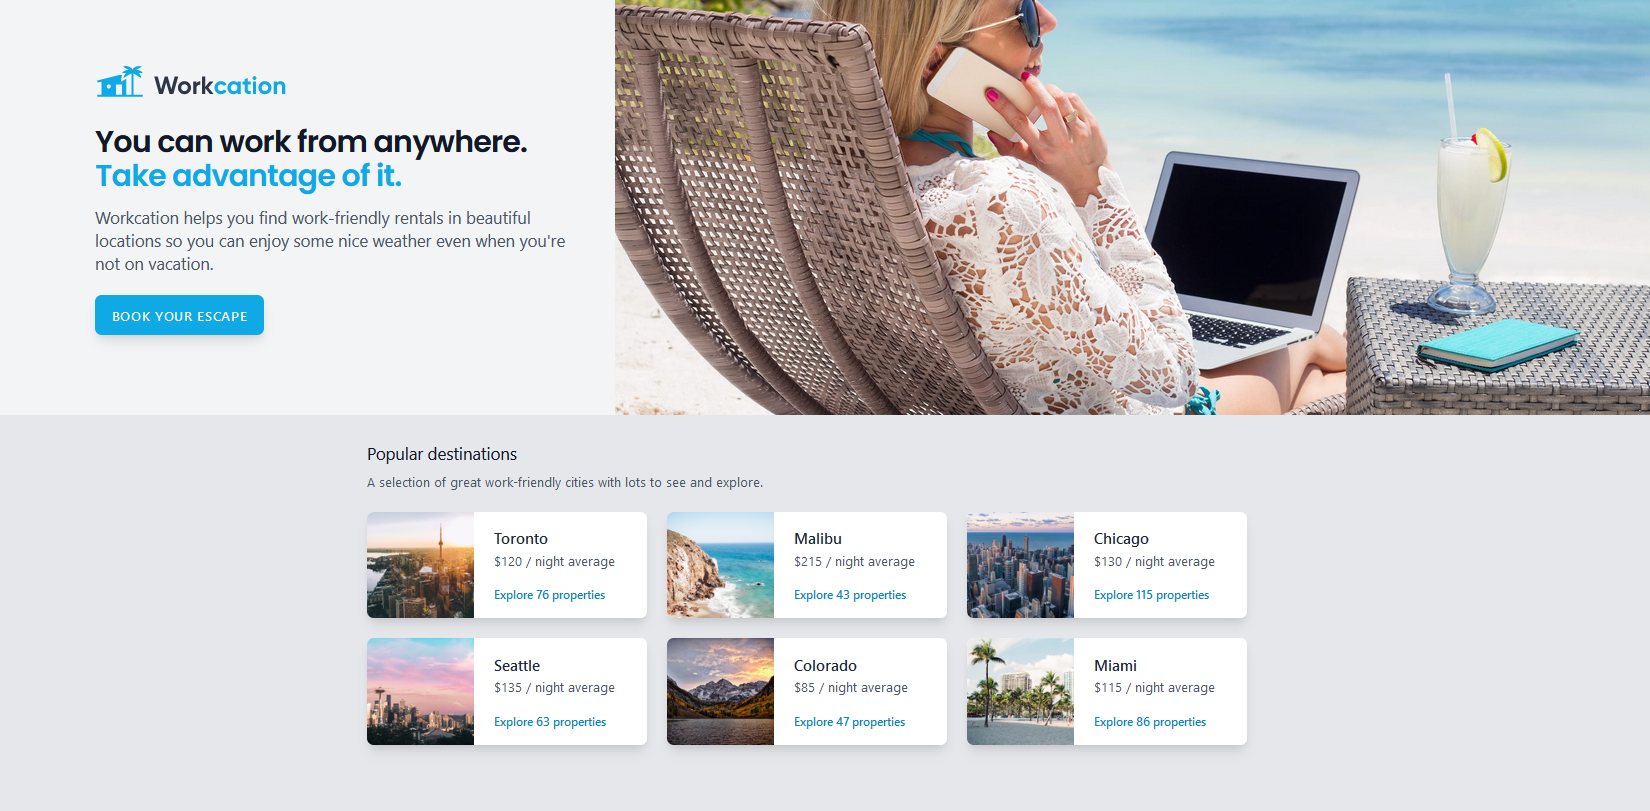 Workcation
You can work from anywhere.
Take advantage of it.
Workcation helps you find work-friendly rentals in beautiful
locations so you can enjoy some nice weather even when you're
not on vacation.
BOOK YOUR ESCAPE
Popular destinations
A selection of great work-friendly cities with lots to see and explore.
Toronto
$120 / night average
Explore 76 properties
Malibu
$215 / night average
Explore 43 properties
Chicago
$130 / night average
Explore 115 properties
Seattle
$135 / night average
Explore 63 properties
Colorado
$85 / night average
Explore 47 properties
Miami
$115 / night average
Explore 86 properties